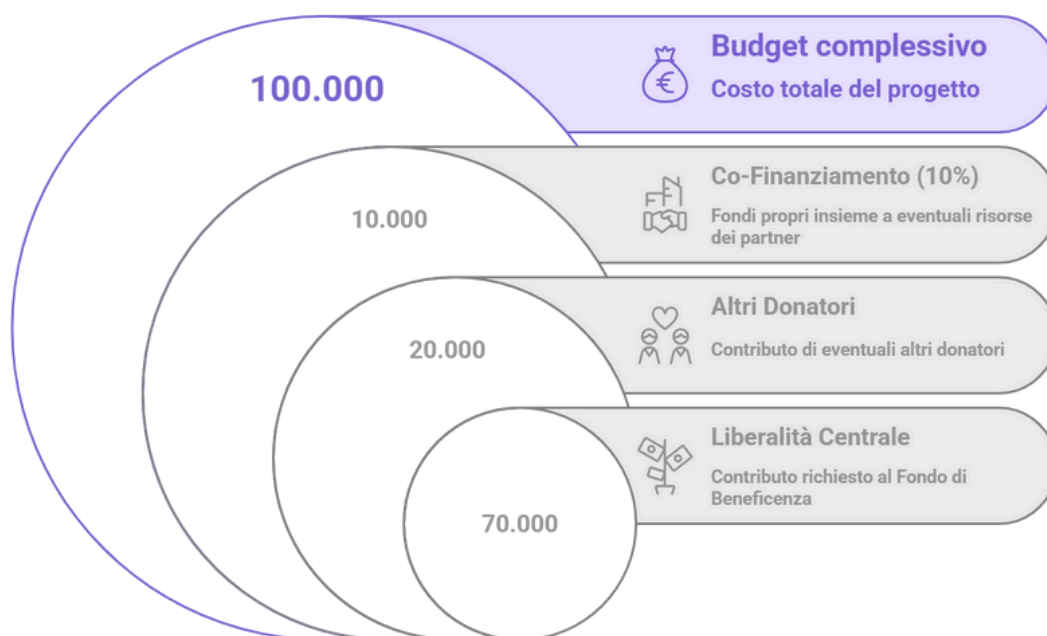 100.000
Budget complessivo
Costo totale del progetto
10.000
Co-Finanziamento (10%)
Fondi propri insieme a eventuali risorse
dei partner
20.000
Altri Donatori
Contributo di eventuali altri donatori
70.000
Liberalità Centrale
Contributo richiesto al Fondo di
Beneficenza